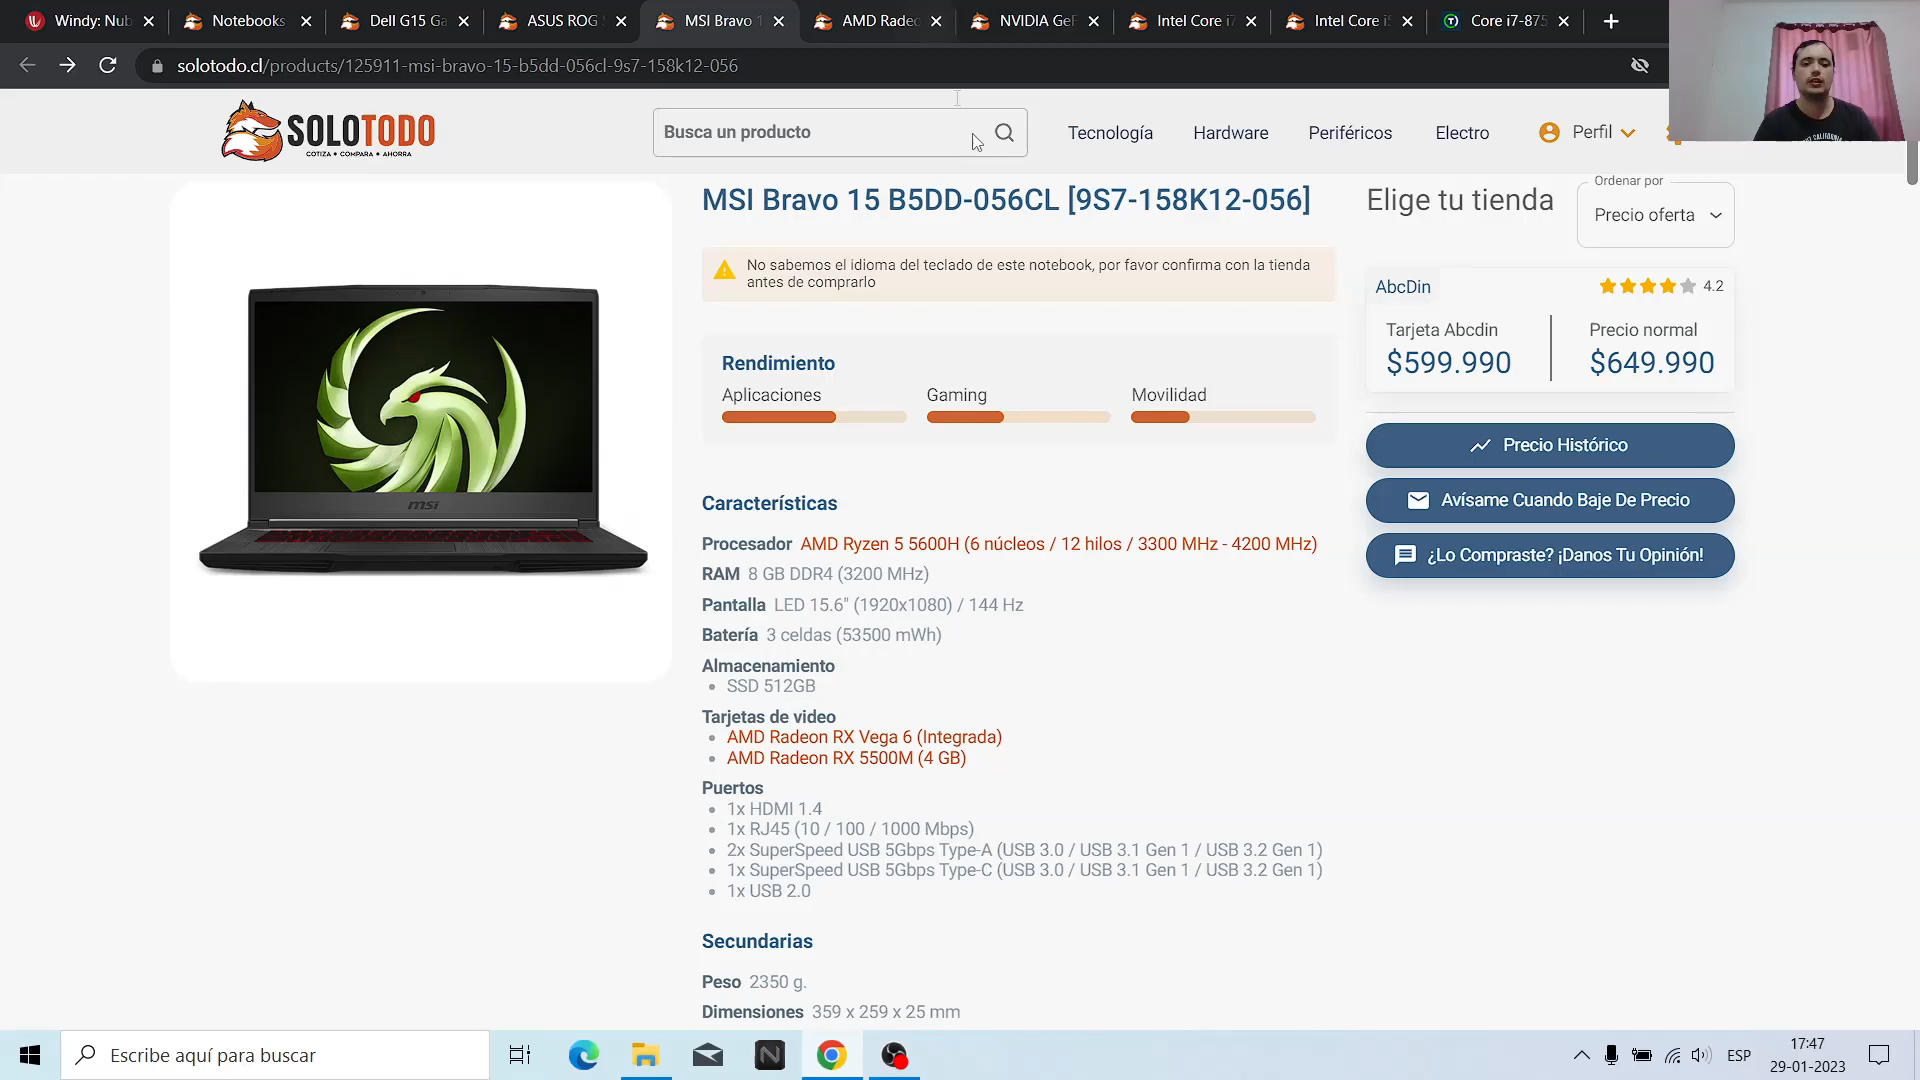 Windy: Nub
Notebooks
Dell G15 Ga
ASUS ROG
MSI Bravo 1
AMD Radec
NVIDIA GeF
Intel Core i7
Intel Core i5
Core i7-875
solotodo.cl/products/125911-msi-bravo-15-b5dd-056cl-9s7-158k12-056
SOLOTODO
COTIZA • COMPARA • AHORRA
Busca un producto
Tecnología
Hardware
Periféricos
Electro
Perfil
MSI Bravo 15 B5DD-056CL [9S7-158K12-056]
No sabemos el idioma del teclado de este notebook, por favor confirma con la tienda
antes de comprarlo
Rendimiento
Aplicaciones
Gaming
Movilidad
Características
Procesador AMD Ryzen 5 5600H (6 núcleos / 12 hilos / 3300 MHz - 4200 MHz)
RAM 8 GB DDR4 (3200 MHz)
Pantalla LED 15.6" (1920x1080) / 144 Hz
Batería 3 celdas (53500 mWh)
Almacenamiento
• SSD 512GB
Tarjetas de video
• AMD Radeon RX Vega 6 (Integrada)
• AMD Radeon RX 5500M (4 GB)
Puertos
• 1x HDMI 1.4
• 1x RJ45 (10 / 100 / 1000 Mbps)
• 2x SuperSpeed USB 5Gbps Type-A (USB 3.0 / USB 3.1 Gen 1 / USB 3.2 Gen 1)
• 1x SuperSpeed USB 5Gbps Type-C (USB 3.0 / USB 3.1 Gen 1 / USB 3.2 Gen 1)
• 1x USB 2.0
Secundarias
Peso 2350 g.
Dimensiones 359 x 259 x 25 mm
Elige tu tienda
Ordenar por
Precio oferta
AbcDin
4.2
Tarjeta Abcdin
$599.990
Precio normal
$649.990
Precio Histórico
Avísame Cuando Baje De Precio
¿Lo Compraste? ¡Danos Tu Opinión!
msi
Escribe aquí para buscar
ESP
17:47
29-01-2023